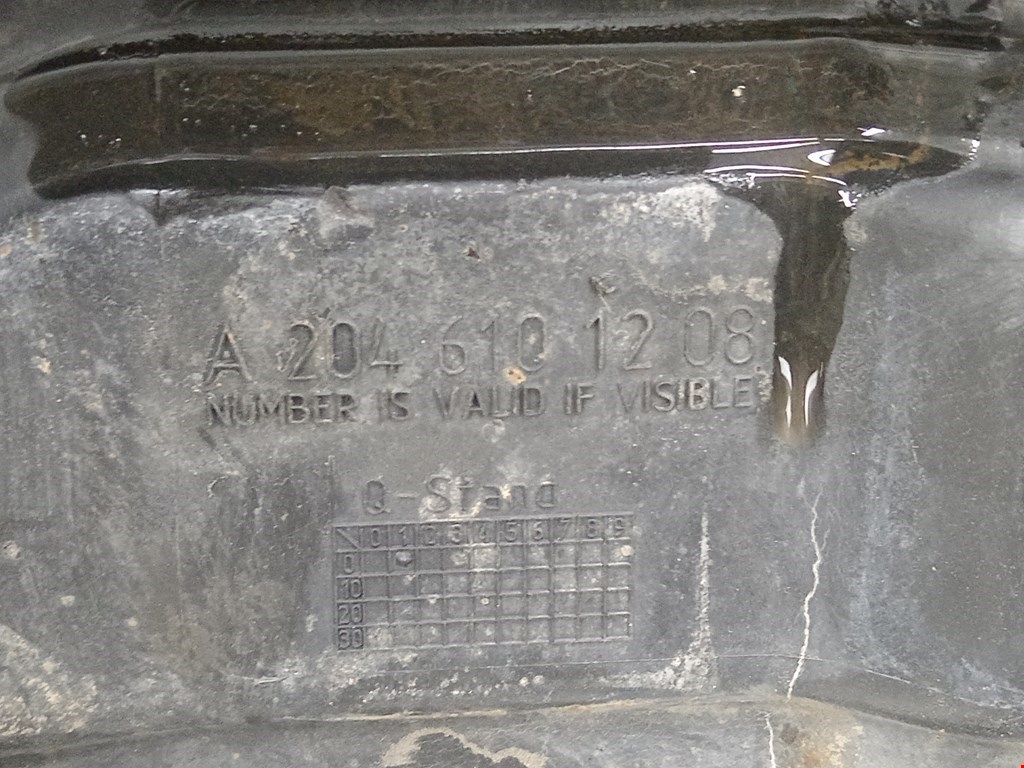 A 204 610 12 08
NUMBER IS VALID IF VISIBLE
Q-Stand
0 1 2 3 4 5 6 7 8 9
0
10
20
30